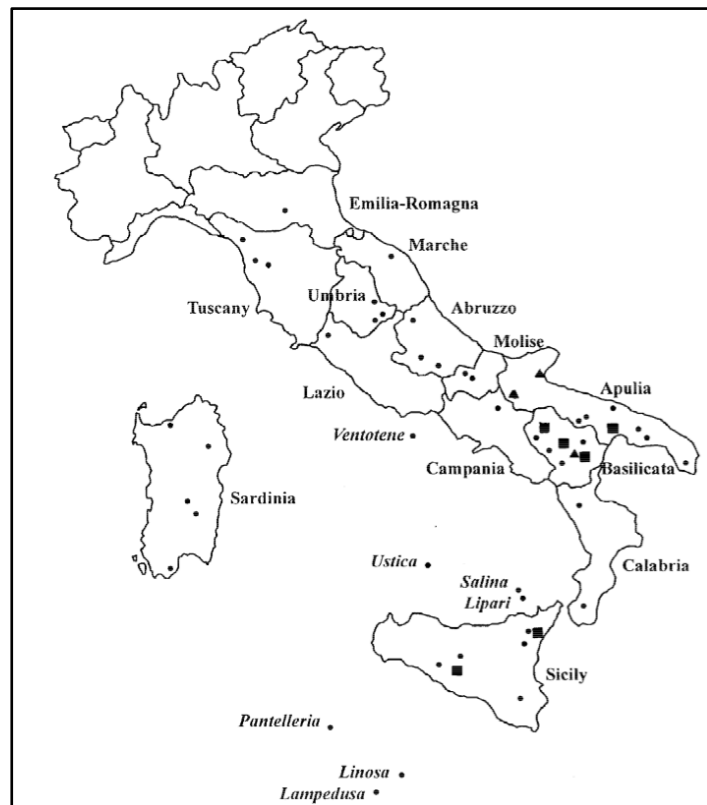 Emilia-Romagna
Marche
Umbria
Abruzzo
Tuscany
Molise
Lazio
Apulia
Ventotene
Campania
Basilicata
Sardinia
Ustica
Calabria
Salina
Lipari
Sicily
Pantelleria
Linosa
Lampedusa